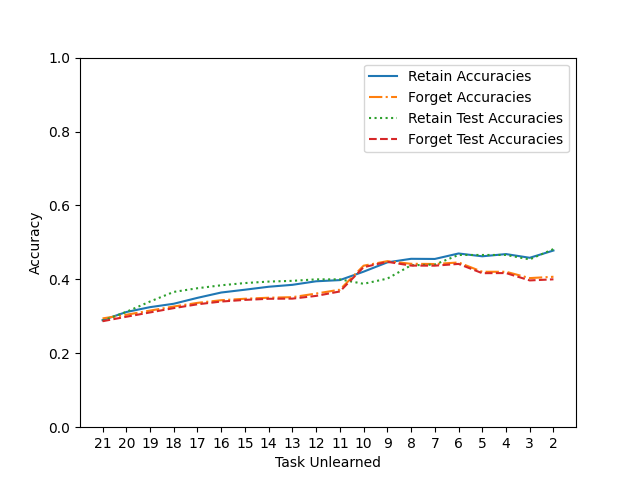 1.0
0.8
0.6
0.4
0.2
0.0
Accuracy
Retain Accuracies
Forget Accuracies
Retain Test Accuracies
Forget Test Accuracies
21 20 19 18 17 16 15 14 13 12 11 10 9 8 7 6 5 4 3 2
Task Unlearned